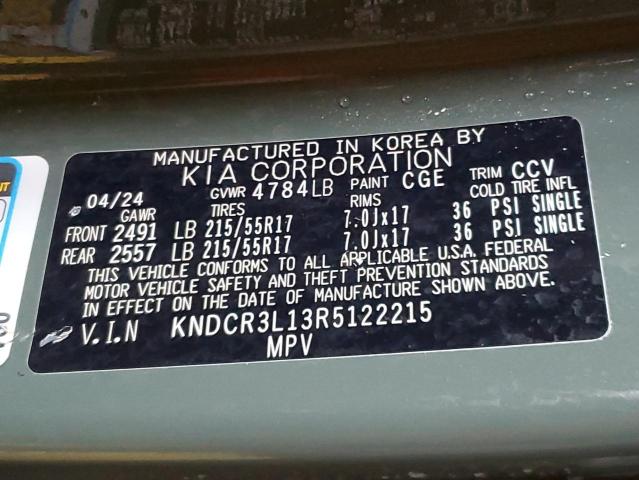 MANUFACTURED IN KOREA BY
KIA CORPORATION
04/24 GVWR 4784LB PAINT CGE TRIM CCV
GAWR TIRES RIMS COLD TIRE INFL
FRONT 2491 LB 215/55R17 7.0Jx17 36 PSI SINGLE
REAR 2557 LB 215/55R17 7.0Jx17 36 PSI SINGLE
THIS VEHICLE CONFORMS TO ALL APPLICABLE U.S.A. FEDERAL
MOTOR VEHICLE SAFETY AND THEFT PREVENTION STANDARDS
IN EFFECT ON THE DATE OF MANUFACTURE SHOWN ABOVE.
V.I.N KNDCR3L13R5122215
MPV